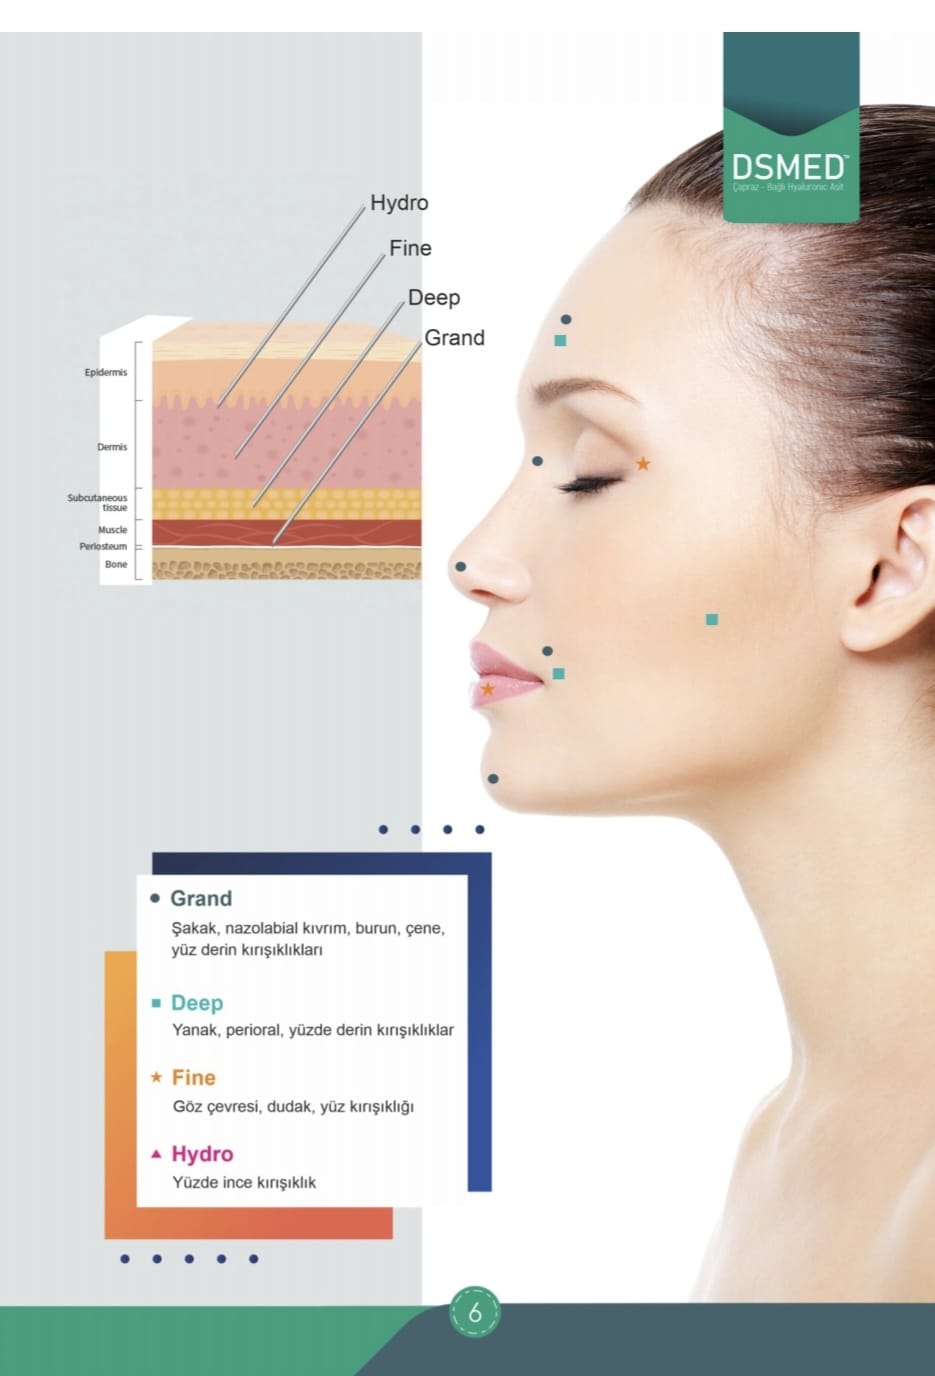 DSMED™
Çapraz - Bağlı Hyaluronic Asit
Hydro
Fine
Deep
Grand
Epidermis
Dermis
Subcutaneous
tissue
Muscle
Periosteum
Bone
Grand
Şakak, nazolabial kıvrım, burun, çene,
yüz derin kırışıklıkları
Deep
Yanak, perioral, yüzde derin kırışıklıklar
Fine
Göz çevresi, dudak, yüz kırışıklığı
Hydro
Yüzde ince kırışıklık
6